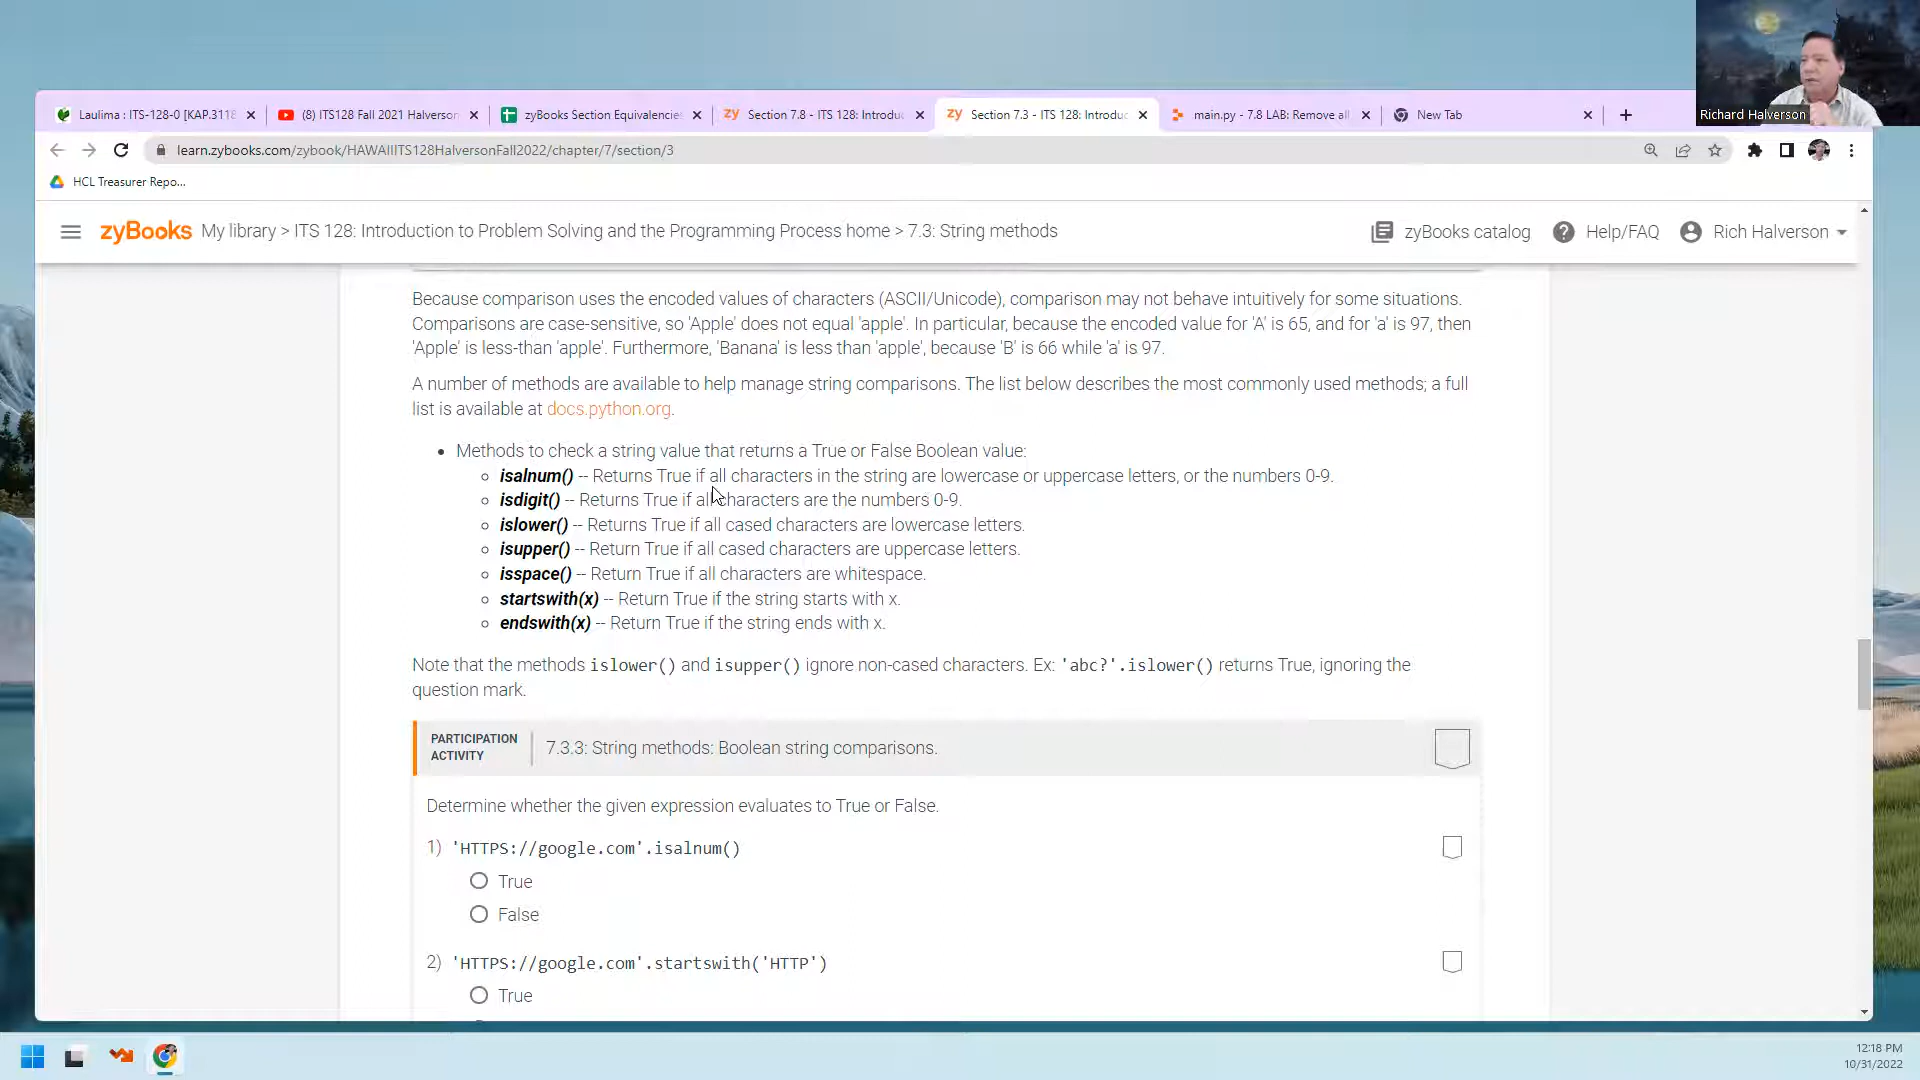 Laulima : ITS-128-0 [KAP.3118
(8) ITS128 Fall 2021 Halverson
zyBooks Section Equivalencies
zy Section 7.8 - ITS 128: Introduc
zy Section 7.3 - ITS 128: Introduc
main.py - 7.8 LAB: Remove all
New Tab
Richard Halverson
learn.zybooks.com/zybook/HAWAIIITS128HalversonFall2022/chapter/7/section/3
HCL Treasurer Repo...
zyBooks My library > ITS 128: Introduction to Problem Solving and the Programming Process home > 7.3: String methods
zyBooks catalog
Help/FAQ
Rich Halverson
Because comparison uses the encoded values of characters (ASCII/Unicode), comparison may not behave intuitively for some situations.
Comparisons are case-sensitive, so 'Apple' does not equal 'apple'. In particular, because the encoded value for 'A' is 65, and for 'a' is 97, then
'Apple' is less-than 'apple'. Furthermore, 'Banana' is less than 'apple', because 'B' is 66 while 'a' is 97.
A number of methods are available to help manage string comparisons. The list below describes the most commonly used methods; a full
list is available at docs.python.org.
• Methods to check a string value that returns a True or False Boolean value:
isalnum() -- Returns True if all characters in the string are lowercase or uppercase letters, or the numbers 0-9.
isdigit() -- Returns True if all characters are the numbers 0-9.
islower() -- Returns True if all cased characters are lowercase letters.
isupper() -- Return True if all cased characters are uppercase letters.
isspace() -- Return True if all characters are whitespace.
startswith(x) -- Return True if the string starts with x.
endswith(x) -- Return True if the string ends with x.
Note that the methods islower() and isupper() ignore non-cased characters. Ex: 'abc?'.islower() returns True, ignoring the
question mark.
PARTICIPATION
ACTIVITY
7.3.3: String methods: Boolean string comparisons.
Determine whether the given expression evaluates to True or False.
1) 'HTTPS://google.com'.isalnum()
True
False
2) 'HTTPS://google.com'.startswith('HTTP')
True
12:18 PM
10/31/2022